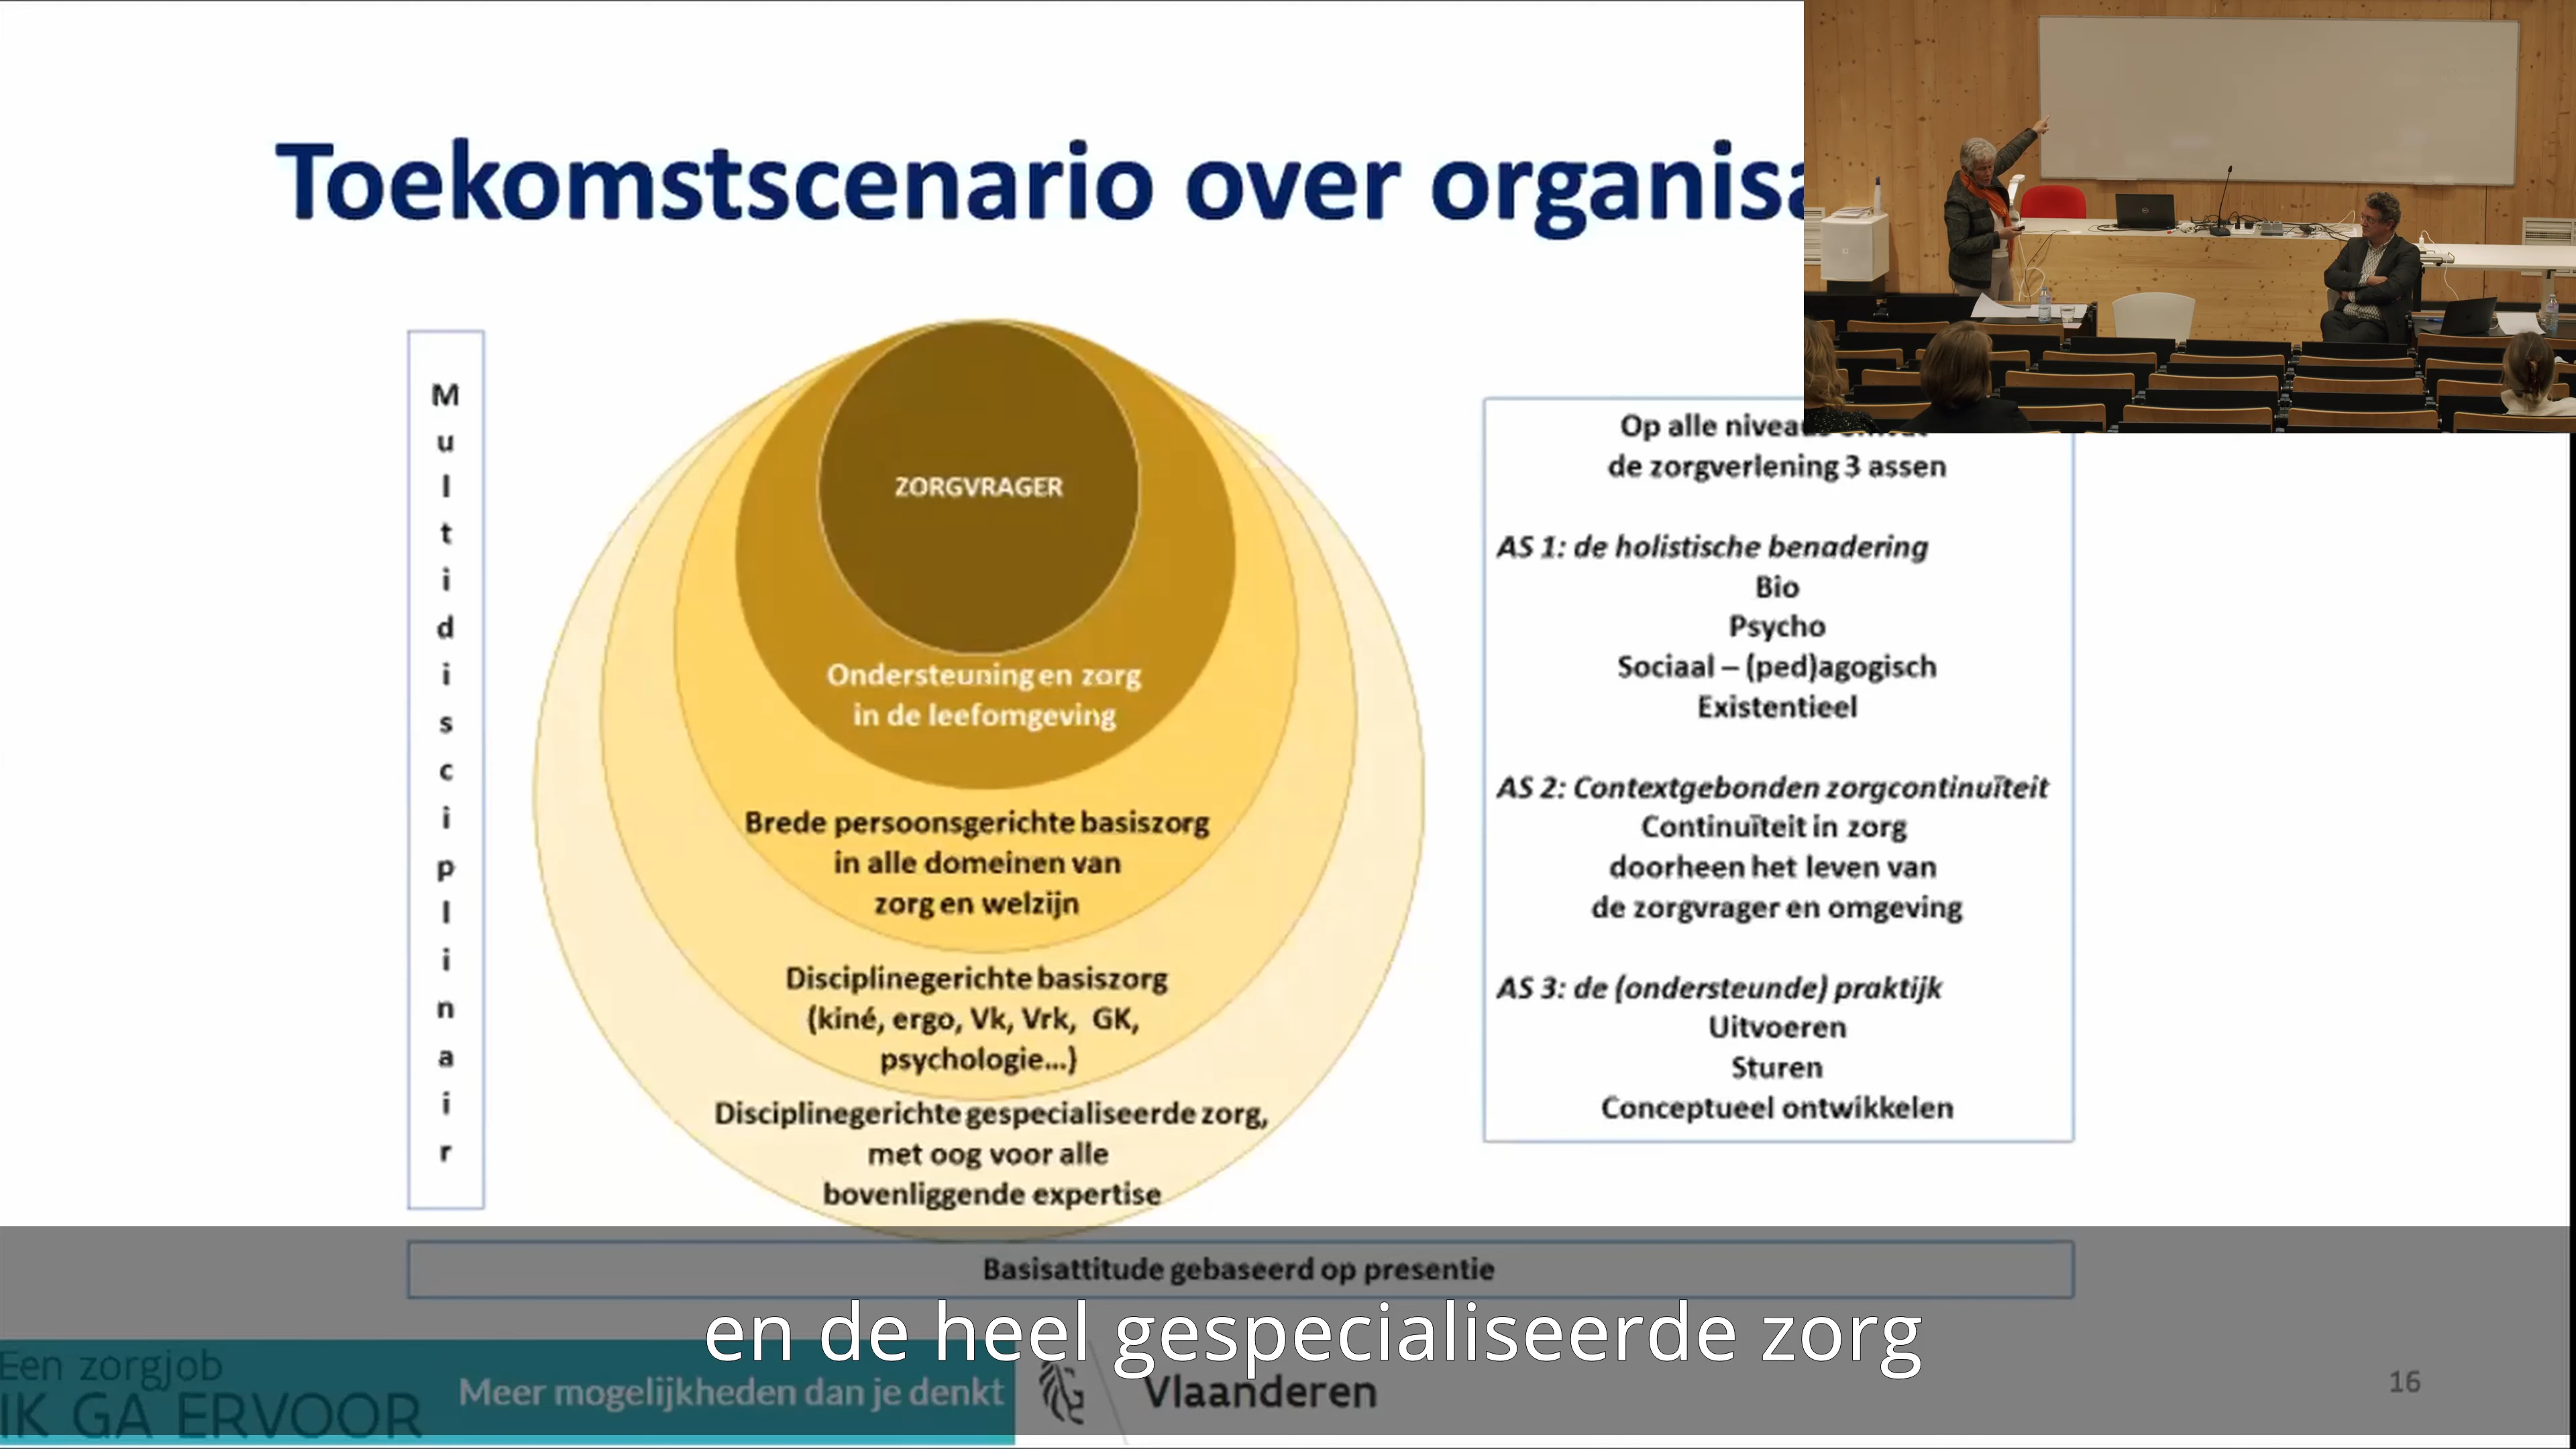 Toekomstscenario over organisa
Multidisciplinair
ZORGVRAGER
Ondersteuning en zorg
in de leefomgeving
Brede persoonsgerichte basiszorg
in alle domeinen van
zorg en welzijn
Disciplinegerichte basiszorg
(kiné, ergo, Vk, Vrk, GK,
psychologie...)
Disciplinegerichte gespecialiseerde zorg,
met oog voor alle
bovenliggende expertise
Op alle
de zorgverlening 3 assen
AS 1: de holistische benadering
Bio
Psycho
Sociaal – (ped)agogisch
Existentieel
AS 2: Contextgebonden zorgcontinuïteit
Continuïteit in zorg
doorheen het leven van
de zorgvrager en omgeving
AS 3: de (ondersteunde) praktijk
Uitvoeren
Sturen
Conceptueel ontwikkelen
Basisattitude gebaseerd op presentie
en de heel gespecialiseerde zorg
Een zorgjob
IK GA ERVOOR
Meer mogelijkheden dan je denkt
Vlaanderen
16